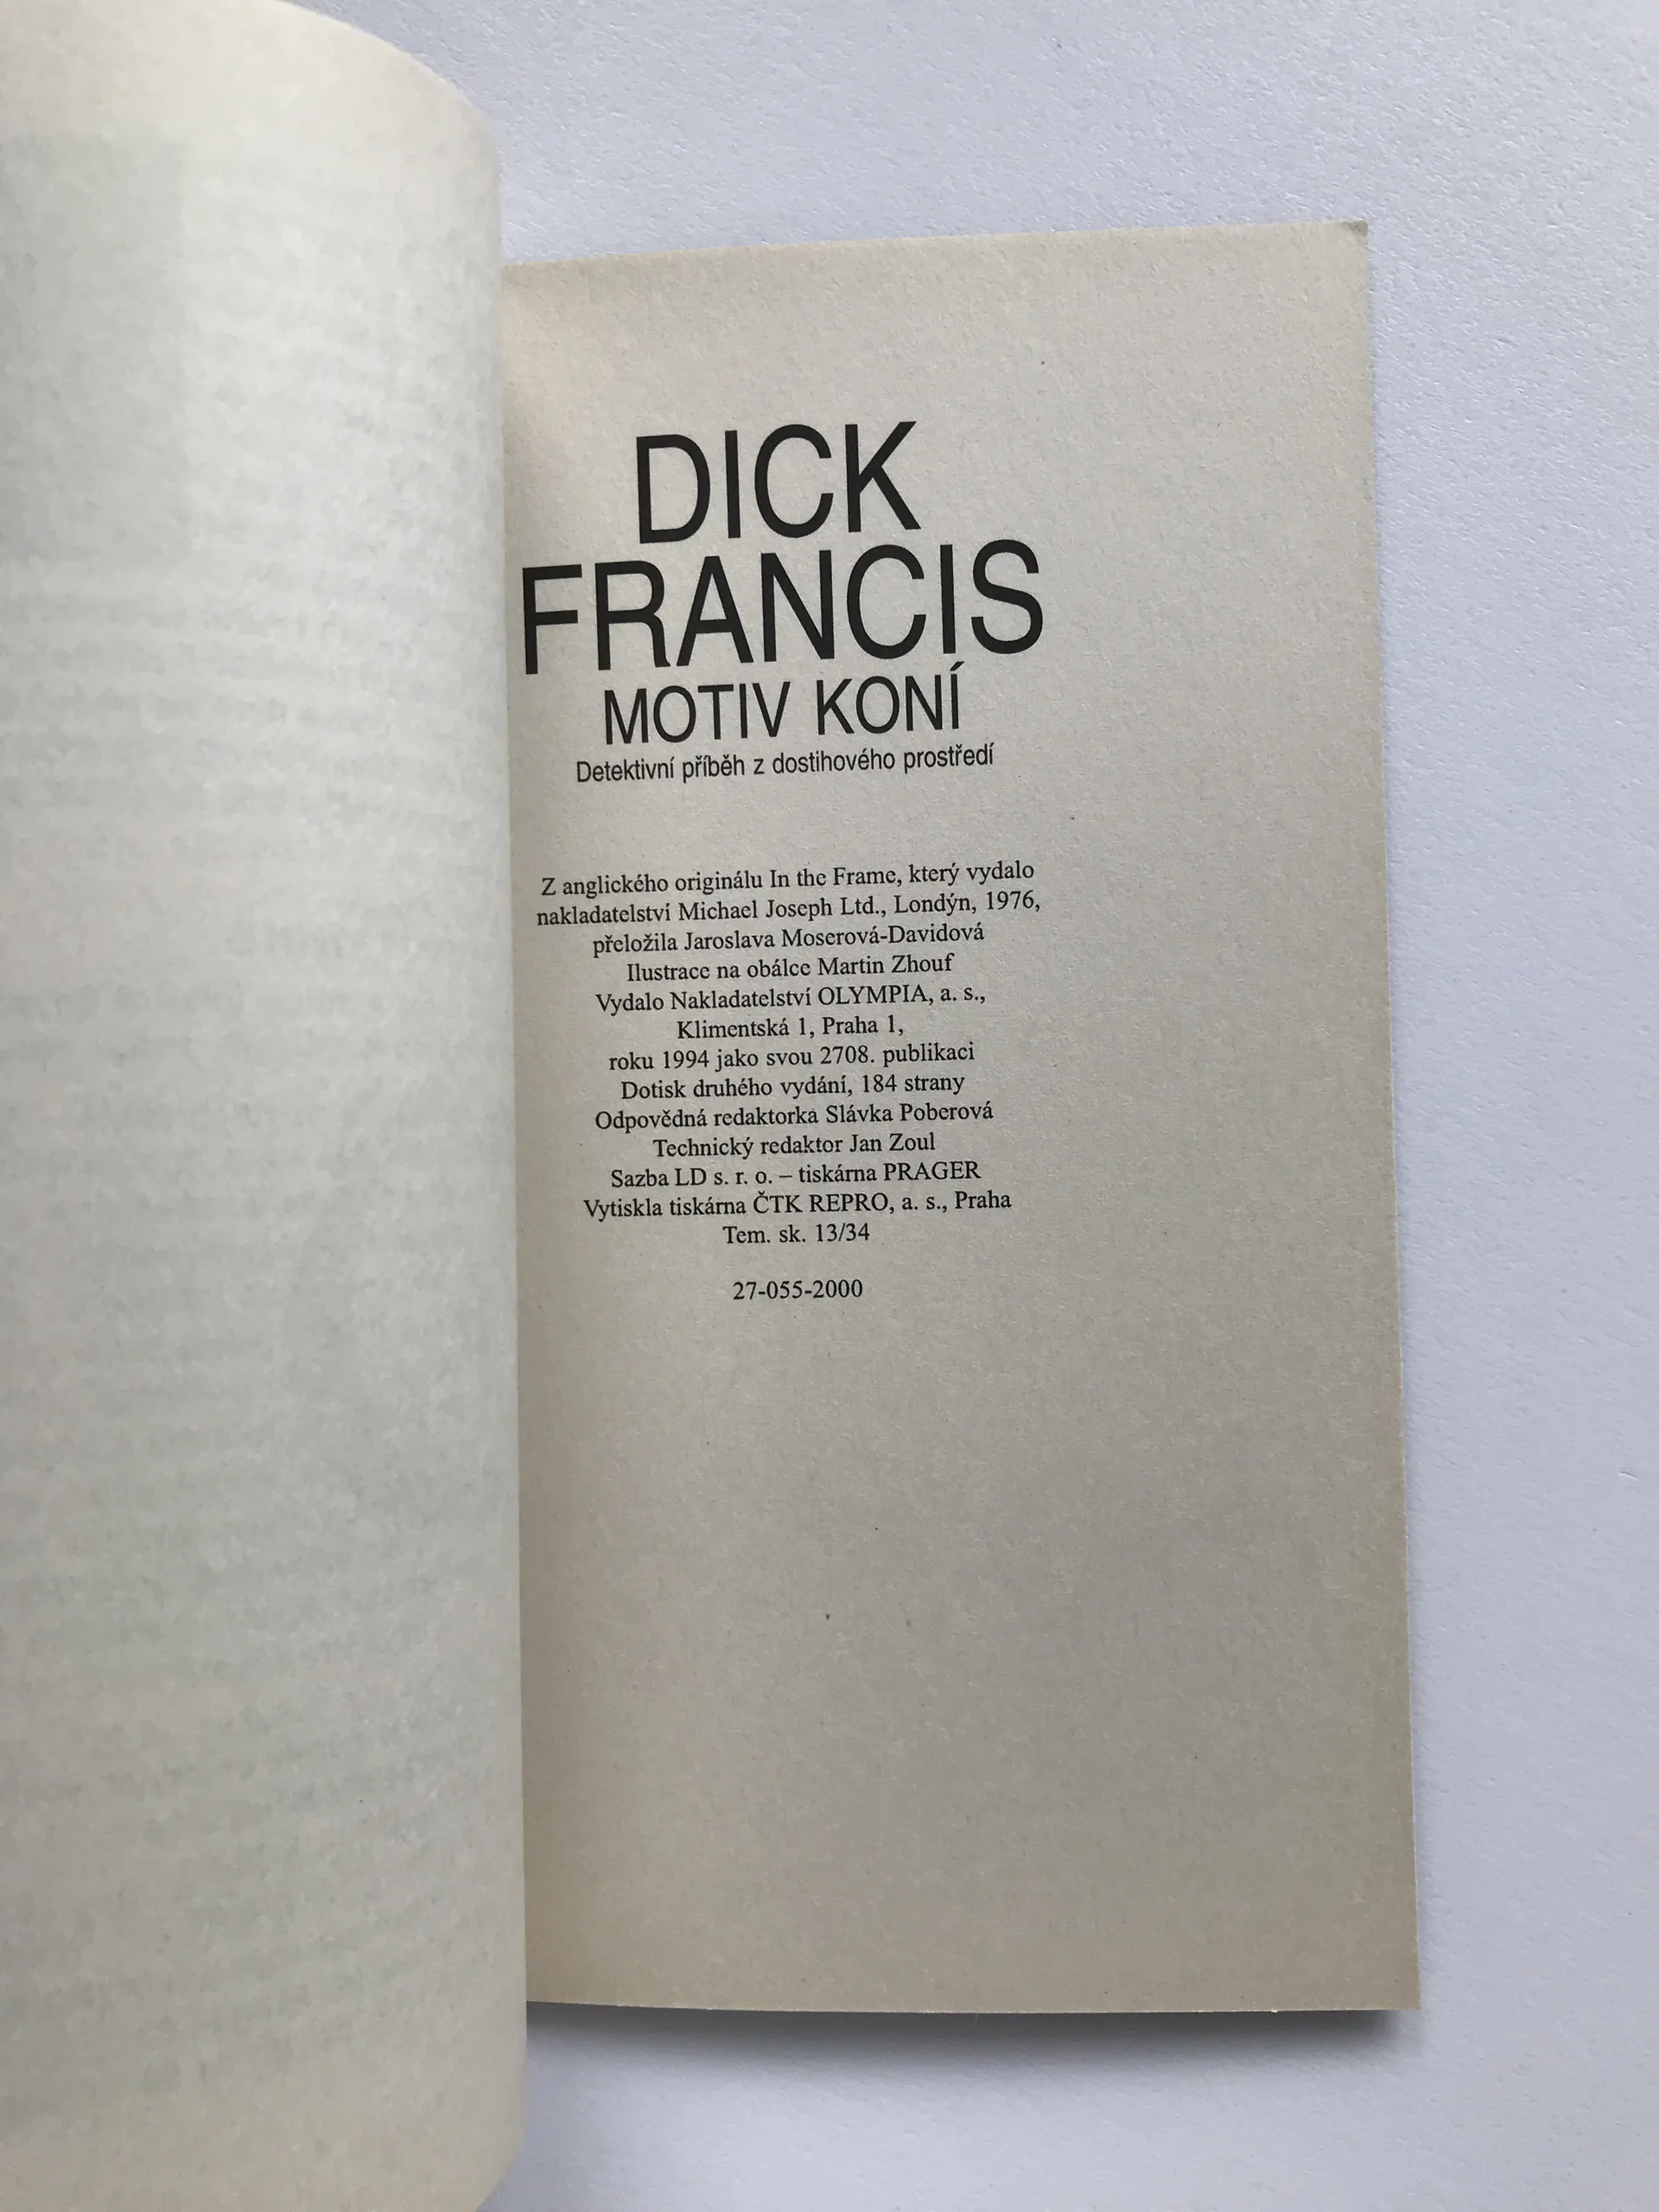 DICK
FRANCIS
MOTIV KONÍ
Detektivní příběh z dostihového prostředí
Z anglického originálu In the Frame, který vydalo
nakladatelství Michael Joseph Ltd., Londýn, 1976,
přeložila Jaroslava Moserová-Davidová
Ilustrace na obálce Martin Zhouf
Vydalo Nakladatelství OLYMPIA, a. s.,
Klimentská 1, Praha 1,
roku 1994 jako svou 2708. publikaci
Dotisk druhého vydání, 184 strany
Odpovědná redaktorka Slávka Poberová
Technický redaktor Jan Zoul
Sazba LD s. r. o. – tiskárna PRAGER
Vytiskla tiskárna ČTK REPRO, a. s., Praha
Tem. sk. 13/34
27-055-2000